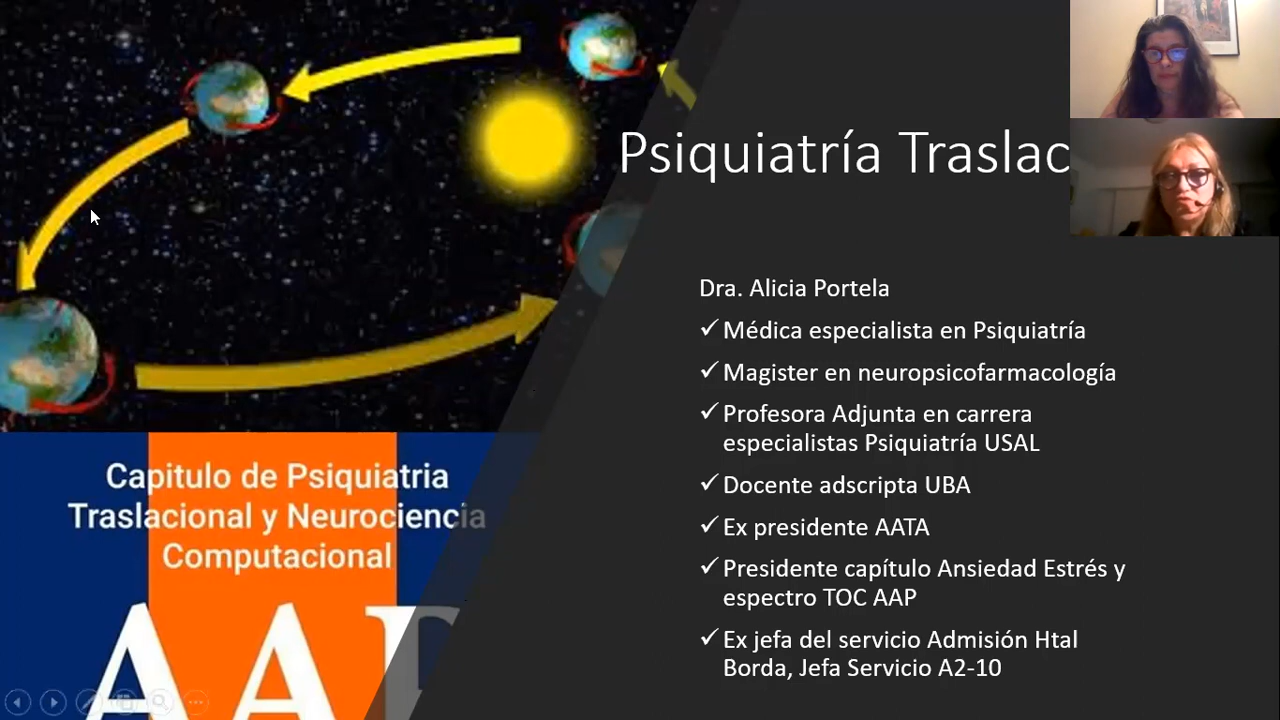 Psiquiatría Traslac
Dra. Alicia Portela
✓ Médica especialista en Psiquiatría
✓ Magister en neuropsicofarmacología
✓ Profesora Adjunta en carrera
especialistas Psiquiatría USAL
✓ Docente adscripta UBA
✓ Ex presidente AATA
✓ Presidente capítulo Ansiedad Estrés y
espectro TOC AAP
✓ Ex jefa del servicio Admisión Htal
Borda, Jefa Servicio A2-10
Capitulo de Psiquiatria
Traslacional y Neurociencia
Computacional
AAP